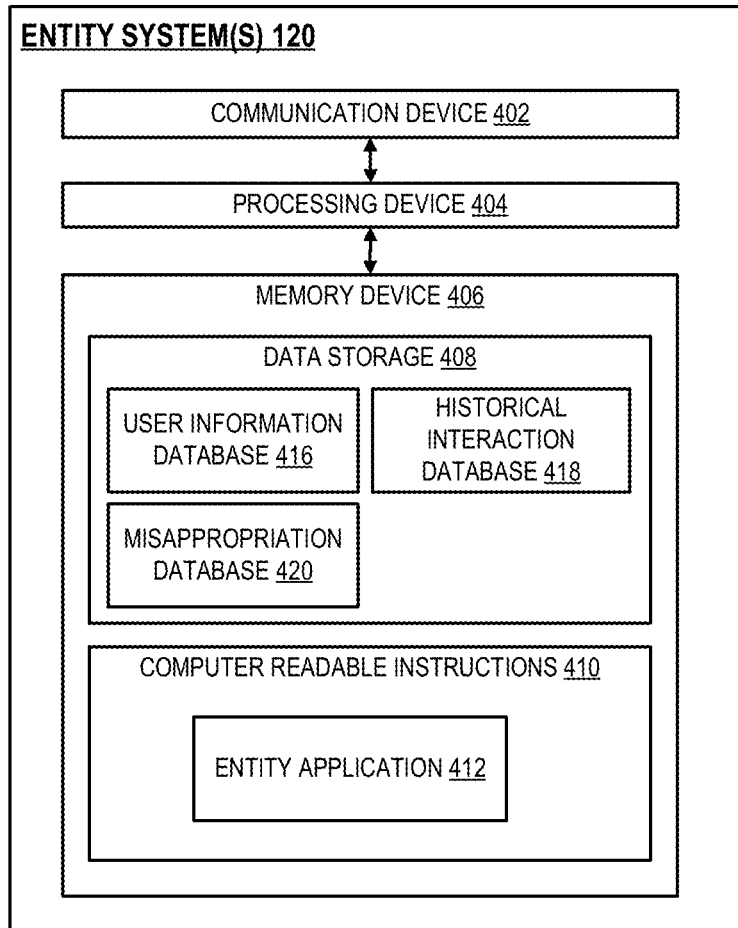 ENTITY SYSTEM(S) 120
COMMUNICATION DEVICE 402
PROCESSING DEVICE 404
MEMORY DEVICE 406
DATA STORAGE 408
USER INFORMATION
DATABASE 416
HISTORICAL
INTERACTION
DATABASE 418
MISAPPROPRIATION
DATABASE 420
COMPUTER READABLE INSTRUCTIONS 410
ENTITY APPLICATION 412